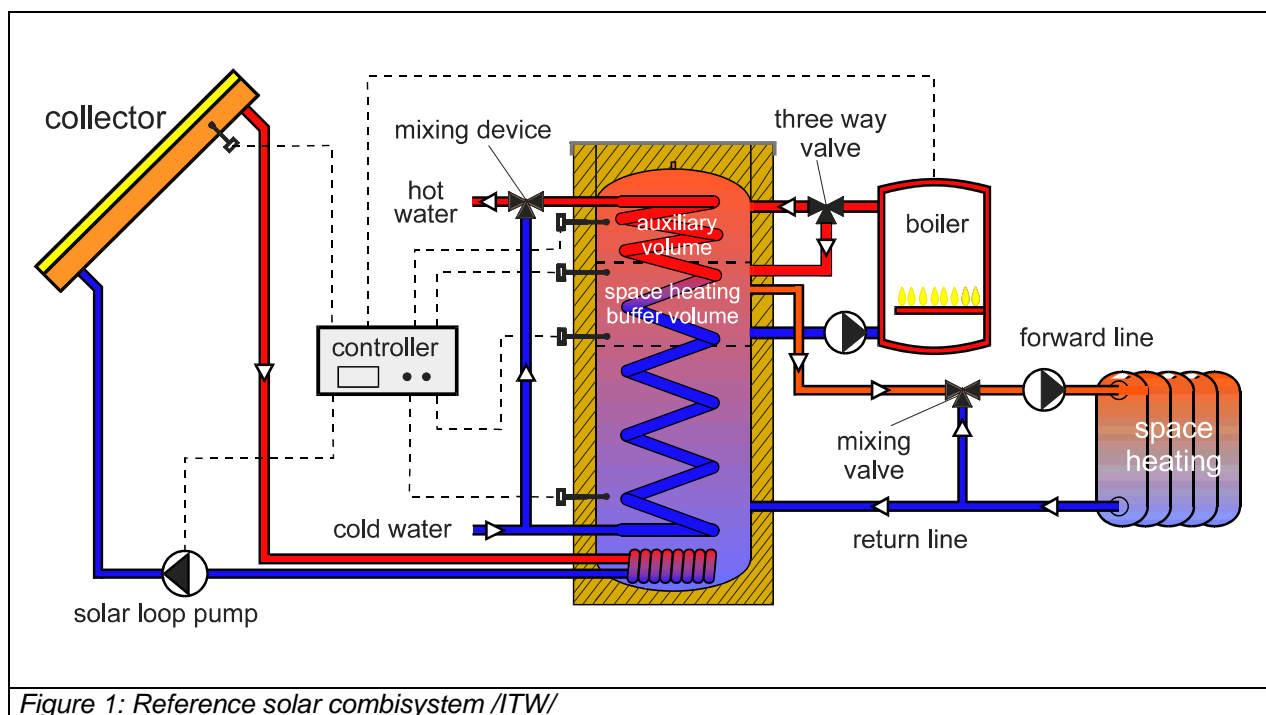 collector
mixing device
three way
valve
hot
water
auxiliary
volume
boiler
space heating
buffer volume
controller
forward line
mixing
valve
space
heating
cold water
return line
solar loop pump
Figure 1: Reference solar combisystem /ITW/